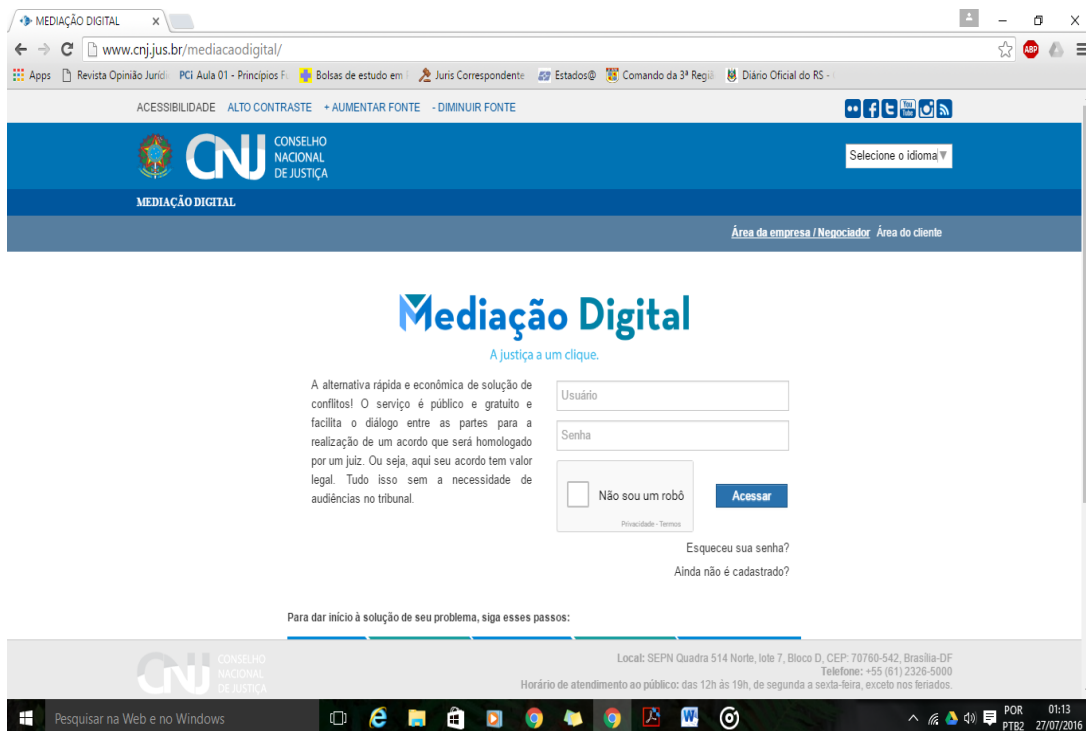 MEDIAÇÃO DIGITAL
www.cnj.jus.br/mediacaodigital/
ABP
Apps Revista Opinião Jurídi PCI Aula 01 - Princípios F Bolsas de estudo em Juris Correspondente Estados@ Comando da 3ª Regiã Diário Oficial do RS -
ACESSIBILIDADE ALTO CONTRASTE + AUMENTAR FONTE - DIMINUIR FONTE
You Tube
CNJ CONSELHO
NACIONAL
DE JUSTIÇA
Selecione o idioma
MEDIAÇÃO DIGITAL
Área da empresa / Negociador Área do cliente
Mediação Digital
A justiça a um clique.
A alternativa rápida e econômica de solução de
conflitos! O serviço é público e gratuito e
facilita o diálogo entre as partes para a
realização de um acordo que será homologado
por um juiz. Ou seja, aqui seu acordo tem valor
legal. Tudo isso sem a necessidade de
audiências no tribunal.
Usuário
Senha
Não sou um robô
Privacidade - Termos
Acessar
Esqueceu sua senha?
Ainda não é cadastrado?
Para dar início à solução de seu problema, siga esses passos:
CNJ CONSELHO
NACIONAL
DE JUSTIÇA
Local: SEPN Quadra 514 Norte, lote 7, Bloco D, CEP: 70760-542, Brasília-DF
Telefone: +55 (61) 2326-5000
Horário de atendimento ao público: das 12h às 19h, de segunda a sexta-feira, exceto nos feriados.
Pesquisar na Web e no Windows
POR
PTB2
01:13
27/07/2016